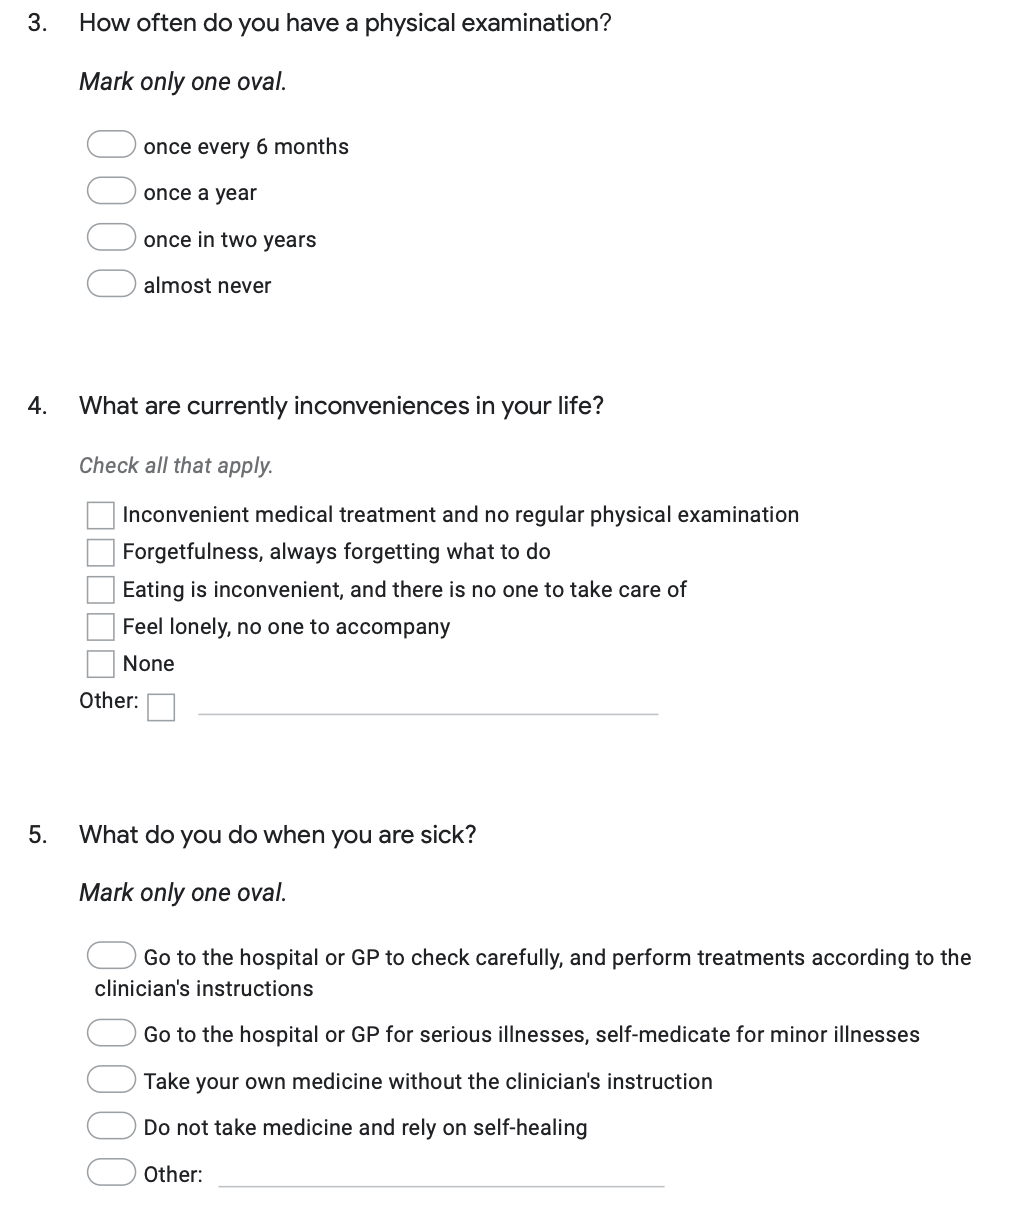 3. How often do you have a physical examination?
Mark only one oval.
once every 6 months
once a year
once in two years
almost never
4. What are currently inconveniences in your life?
Check all that apply.
Inconvenient medical treatment and no regular physical examination
Forgetfulness, always forgetting what to do
Eating is inconvenient, and there is no one to take care of
Feel lonely, no one to accompany
None
Other:
5. What do you do when you are sick?
Mark only one oval.
Go to the hospital or GP to check carefully, and perform treatments according to the
clinician's instructions
Go to the hospital or GP for serious illnesses, self-medicate for minor illnesses
Take your own medicine without the clinician's instruction
Do not take medicine and rely on self-healing
Other: